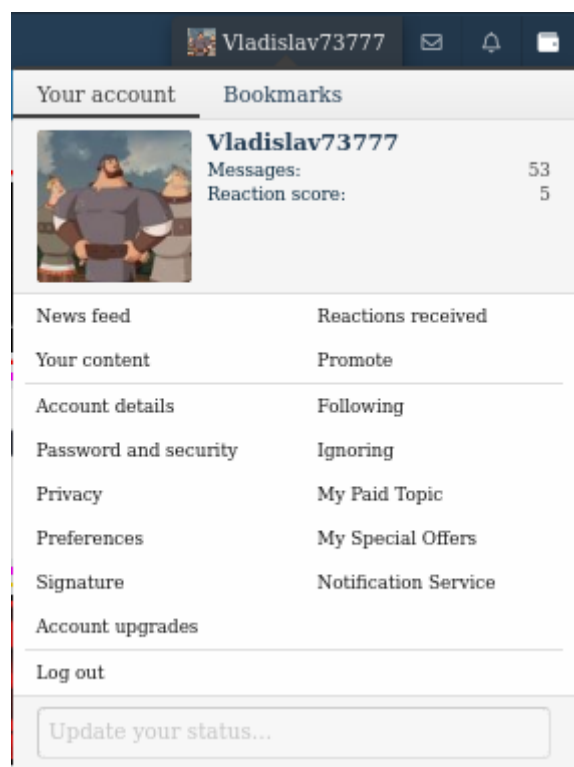 Vladislav73777
Your account Bookmarks
Vladislav73777
Messages: 53
Reaction score: 5
News feed Reactions received
Your content Promote
Account details Following
Password and security Ignoring
Privacy My Paid Topic
Preferences My Special Offers
Signature Notification Service
Account upgrades
Log out
Update your status...